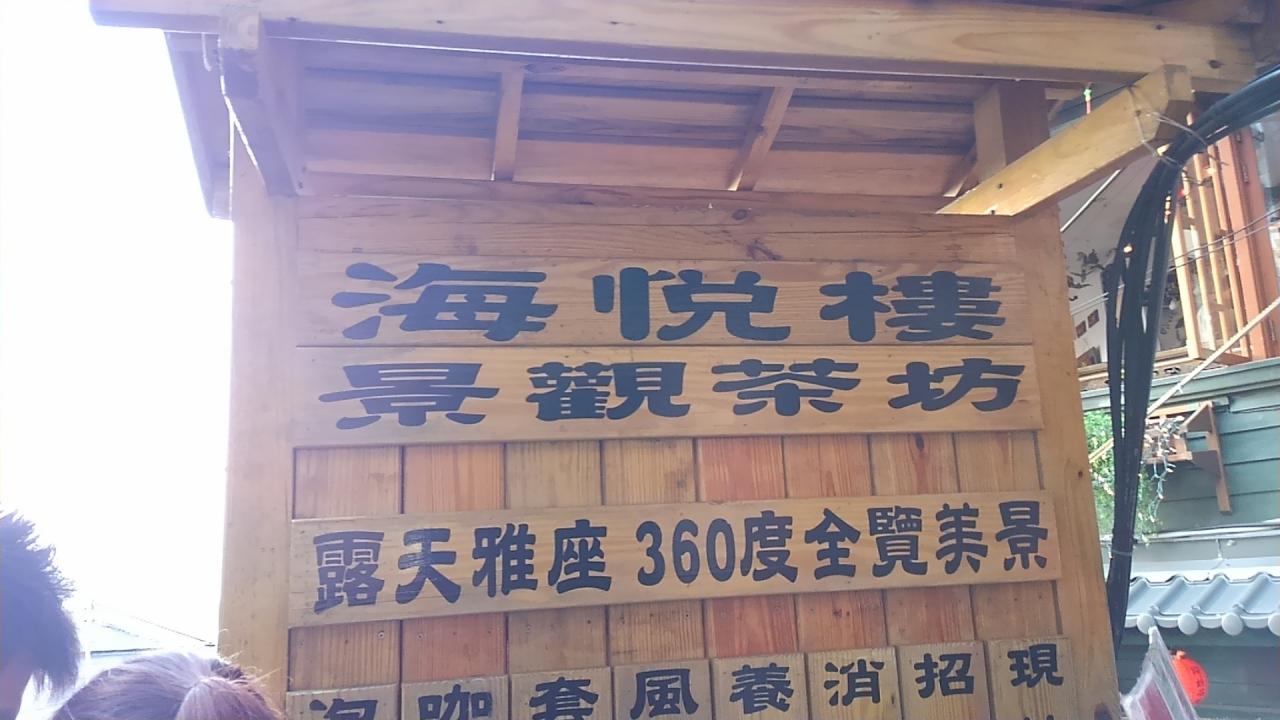 海悅樓
景觀茶坊
露天雅座 360度全覽美景
咖套風養消招現